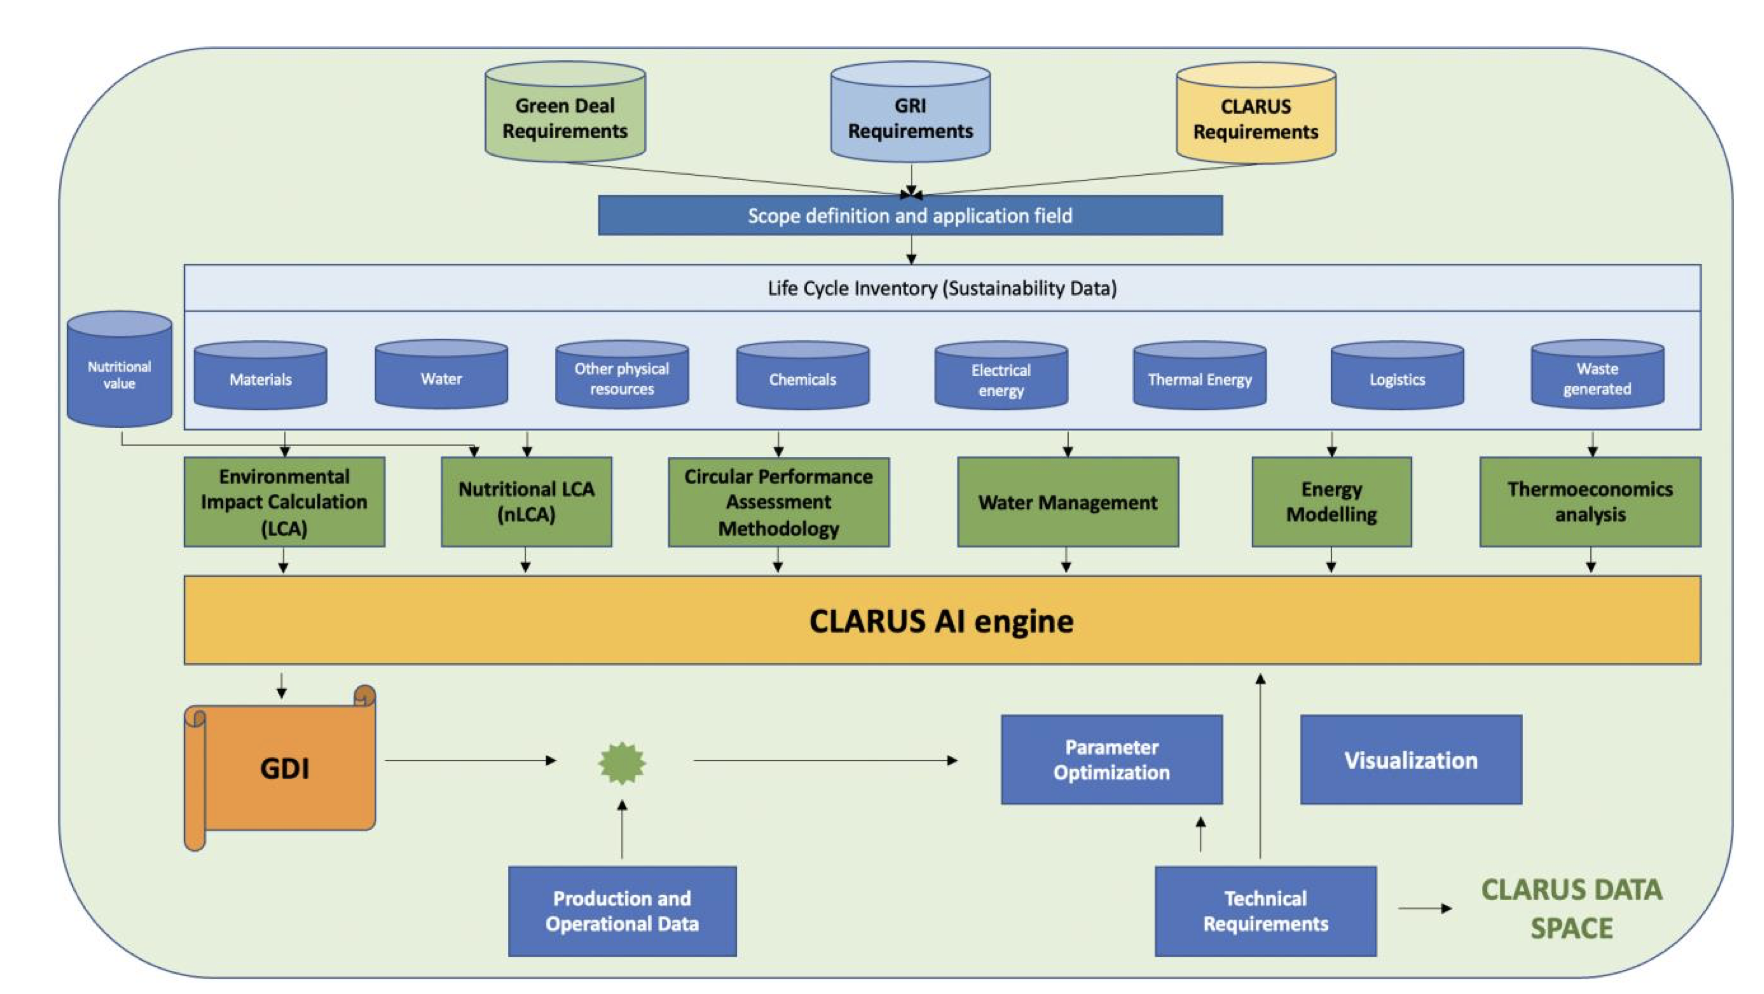 Green Deal
Requirements
GRI
Requirements
CLARUS
Requirements
Scope definition and application field
Life Cycle Inventory (Sustainability Data)
Nutritional
value
Materials
Water
Other physical
resources
Chemicals
Electrical
energy
Thermal Energy
Logistics
Waste
generated
Environmental
Impact Calculation
(LCA)
Nutritional LCA
(nLCA)
Circular Performance
Assessment
Methodology
Water Management
Energy
Modelling
Thermoeconomics
analysis
CLARUS AI engine
GDI
Parameter
Optimization
Visualization
Production and
Operational Data
Technical
Requirements
CLARUS DATA
SPACE